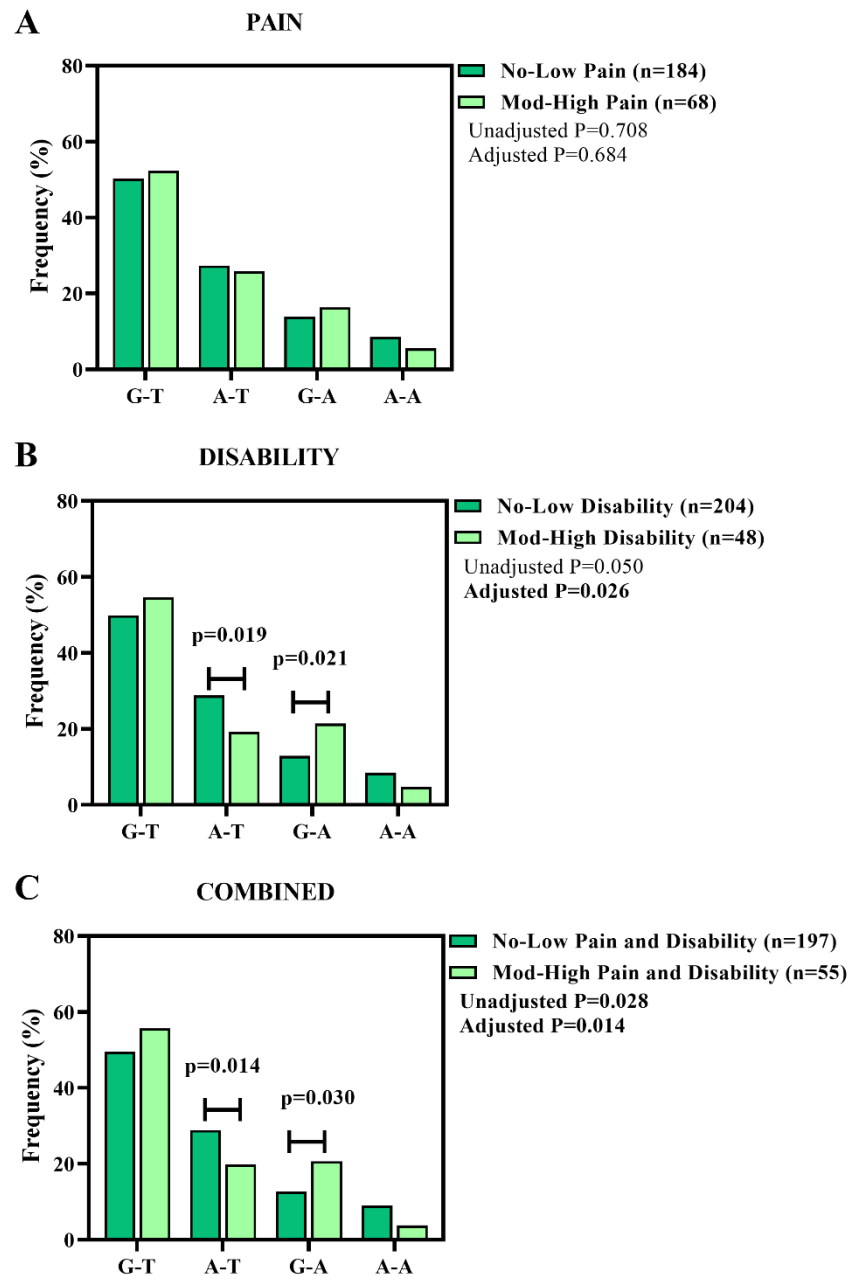 A
PAIN
No-Low Pain (n=184)
Mod-High Pain (n=68)
Unadjusted P=0.708
Adjusted P=0.684
Frequency (%)
80
60
40
20
0
G-T A-T G-A A-A
B
DISABILITY
No-Low Disability (n=204)
Mod-High Disability (n=48)
Unadjusted P=0.050
Adjusted P=0.026
Frequency (%)
80
60
40
20
0
p=0.019
p=0.021
G-T A-T G-A A-A
C
COMBINED
No-Low Pain and Disability (n=197)
Mod-High Pain and Disability (n=55)
Unadjusted P=0.028
Adjusted P=0.014
Frequency (%)
80
60
40
20
0
p=0.014
p=0.030
G-T A-T G-A A-A